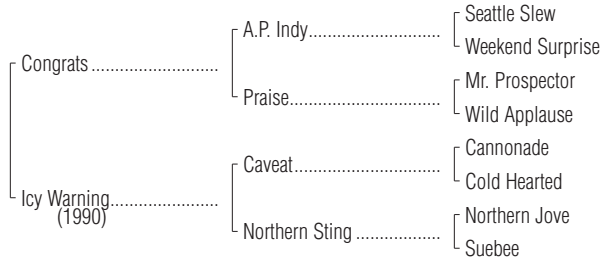 Seattle Slew
A.P. Indy
Weekend Surprise
Congrats
Mr. Prospector
Praise
Wild Applause
Cannonade
Caveat
Cold Hearted
Icy Warning
(1990)
Northern Jove
Northern Sting
Suebee